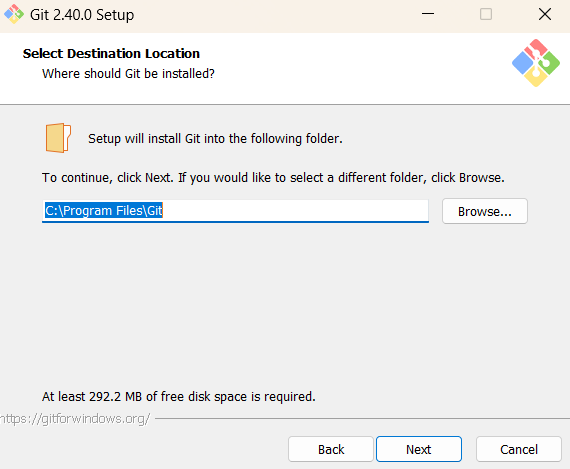 Git 2.40.0 Setup
Select Destination Location
Where should Git be installed?
Setup will install Git into the following folder.
To continue, click Next. If you would like to select a different folder, click Browse.
C:\Program Files\Git
Browse...
At least 292.2 MB of free disk space is required.
https://gitforwindows.org/
Back
Next
Cancel